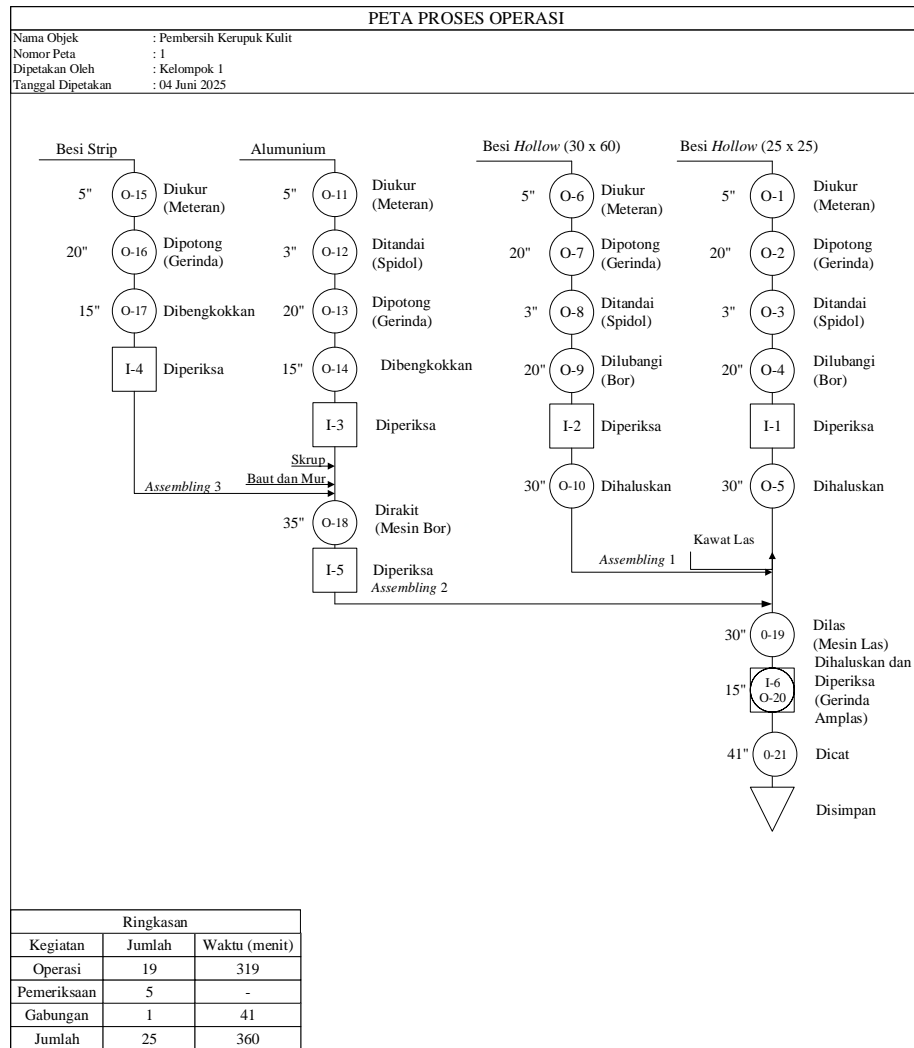 PETA PROSES OPERASI
Nama Objek : Pembersih Kerupuk Kulit
Nomor Peta : 1
Dipetakan Oleh : Kelompok 1
Tanggal Dipetakan : 04 Juni 2025
Besi Strip
5" O-15 Diukur
(Meteran)
20" O-16 Dipotong
(Gerinda)
15" O-17 Dibengkokkan
I-4 Diperiksa
Assembling 3
Alumunium
5" O-11 Diukur
(Meteran)
3" O-12 Ditandai
(Spidol)
20" O-13 Dipotong
(Gerinda)
15" O-14 Dibengkokkan
I-3 Diperiksa
Skrup
Baut dan Mur
35" O-18 Dirakit
(Mesin Bor)
I-5 Diperiksa
Assembling 2
Besi Hollow (30 x 60)
5" O-6 Diukur
(Meteran)
20" O-7 Dipotong
(Gerinda)
3" O-8 Ditandai
(Spidol)
20" O-9 Dilubangi
(Bor)
I-2 Diperiksa
30" O-10 Dihaluskan
Assembling 1
Besi Hollow (25 x 25)
5" O-1 Diukur
(Meteran)
20" O-2 Dipotong
(Gerinda)
3" O-3 Ditandai
(Spidol)
20" O-4 Dilubangi
(Bor)
I-1 Diperiksa
30" O-5 Dihaluskan
Kawat Las
30" 0-19 Dilas
(Mesin Las)
Dihaluskan dan
15" I-6 Diperiksa
O-20 (Gerinda
Amplas)
41" 0-21 Dicat
Disimpan
Ringkasan
Kegiatan Jumlah Waktu (menit)
Operasi 19 319
Pemeriksaan 5 -
Gabungan 1 41
Jumlah 25 360